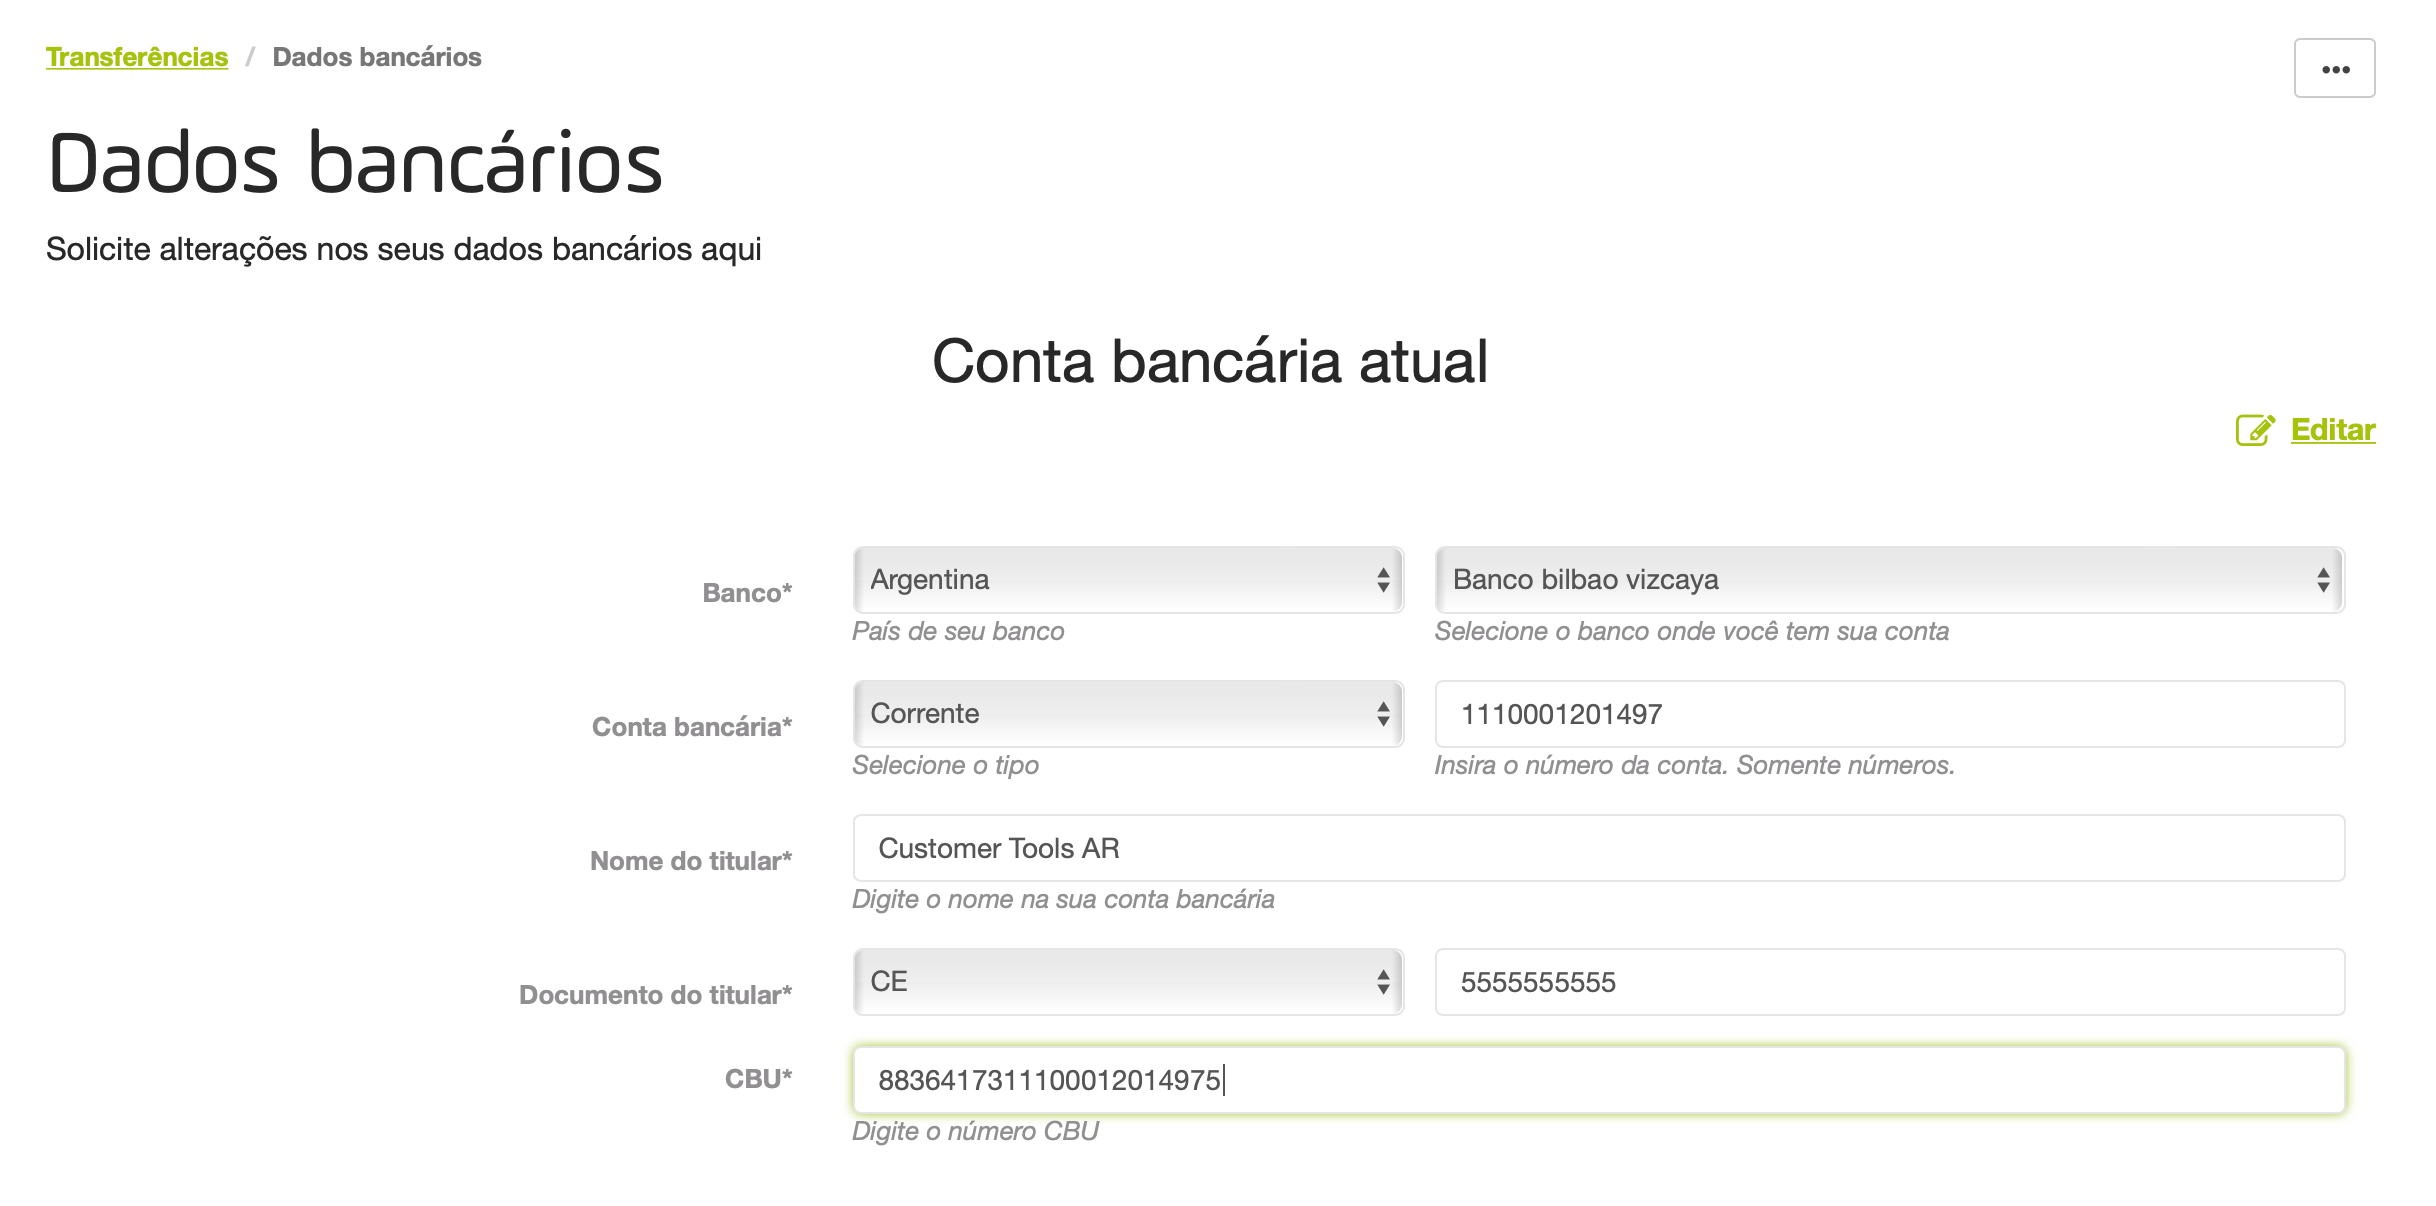 Transferências / Dados bancários
•••
Dados bancários
Solicite alterações nos seus dados bancários aqui
Conta bancária atual
Editar
Banco* Argentina Banco bilbao vizcaya
País de seu banco Selecione o banco onde você tem sua conta
Conta bancária* Corrente 1110001201497
Selecione o tipo Insira o número da conta. Somente números.
Nome do titular* Customer Tools AR
Digite o nome na sua conta bancária
Documento do titular* CE 5555555555
CBU* 8836417311100012014975
Digite o número CBU